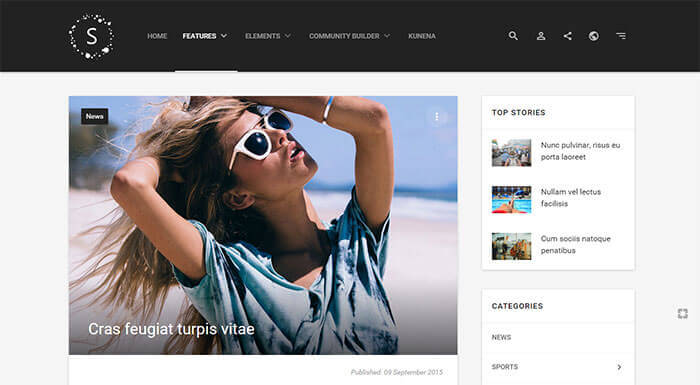 S
HOME FEATURES ELEMENTS COMMUNITY BUILDER KUNENA
News
Cras feugiat turpis vitae
Published: 09 September 2015
TOP STORIES
Nunc pulvinar, risus eu
porta laoreet
Nullam vel lectus
facilisis
Cum sociis natoque
penatibus
CATEGORIES
NEWS
SPORTS